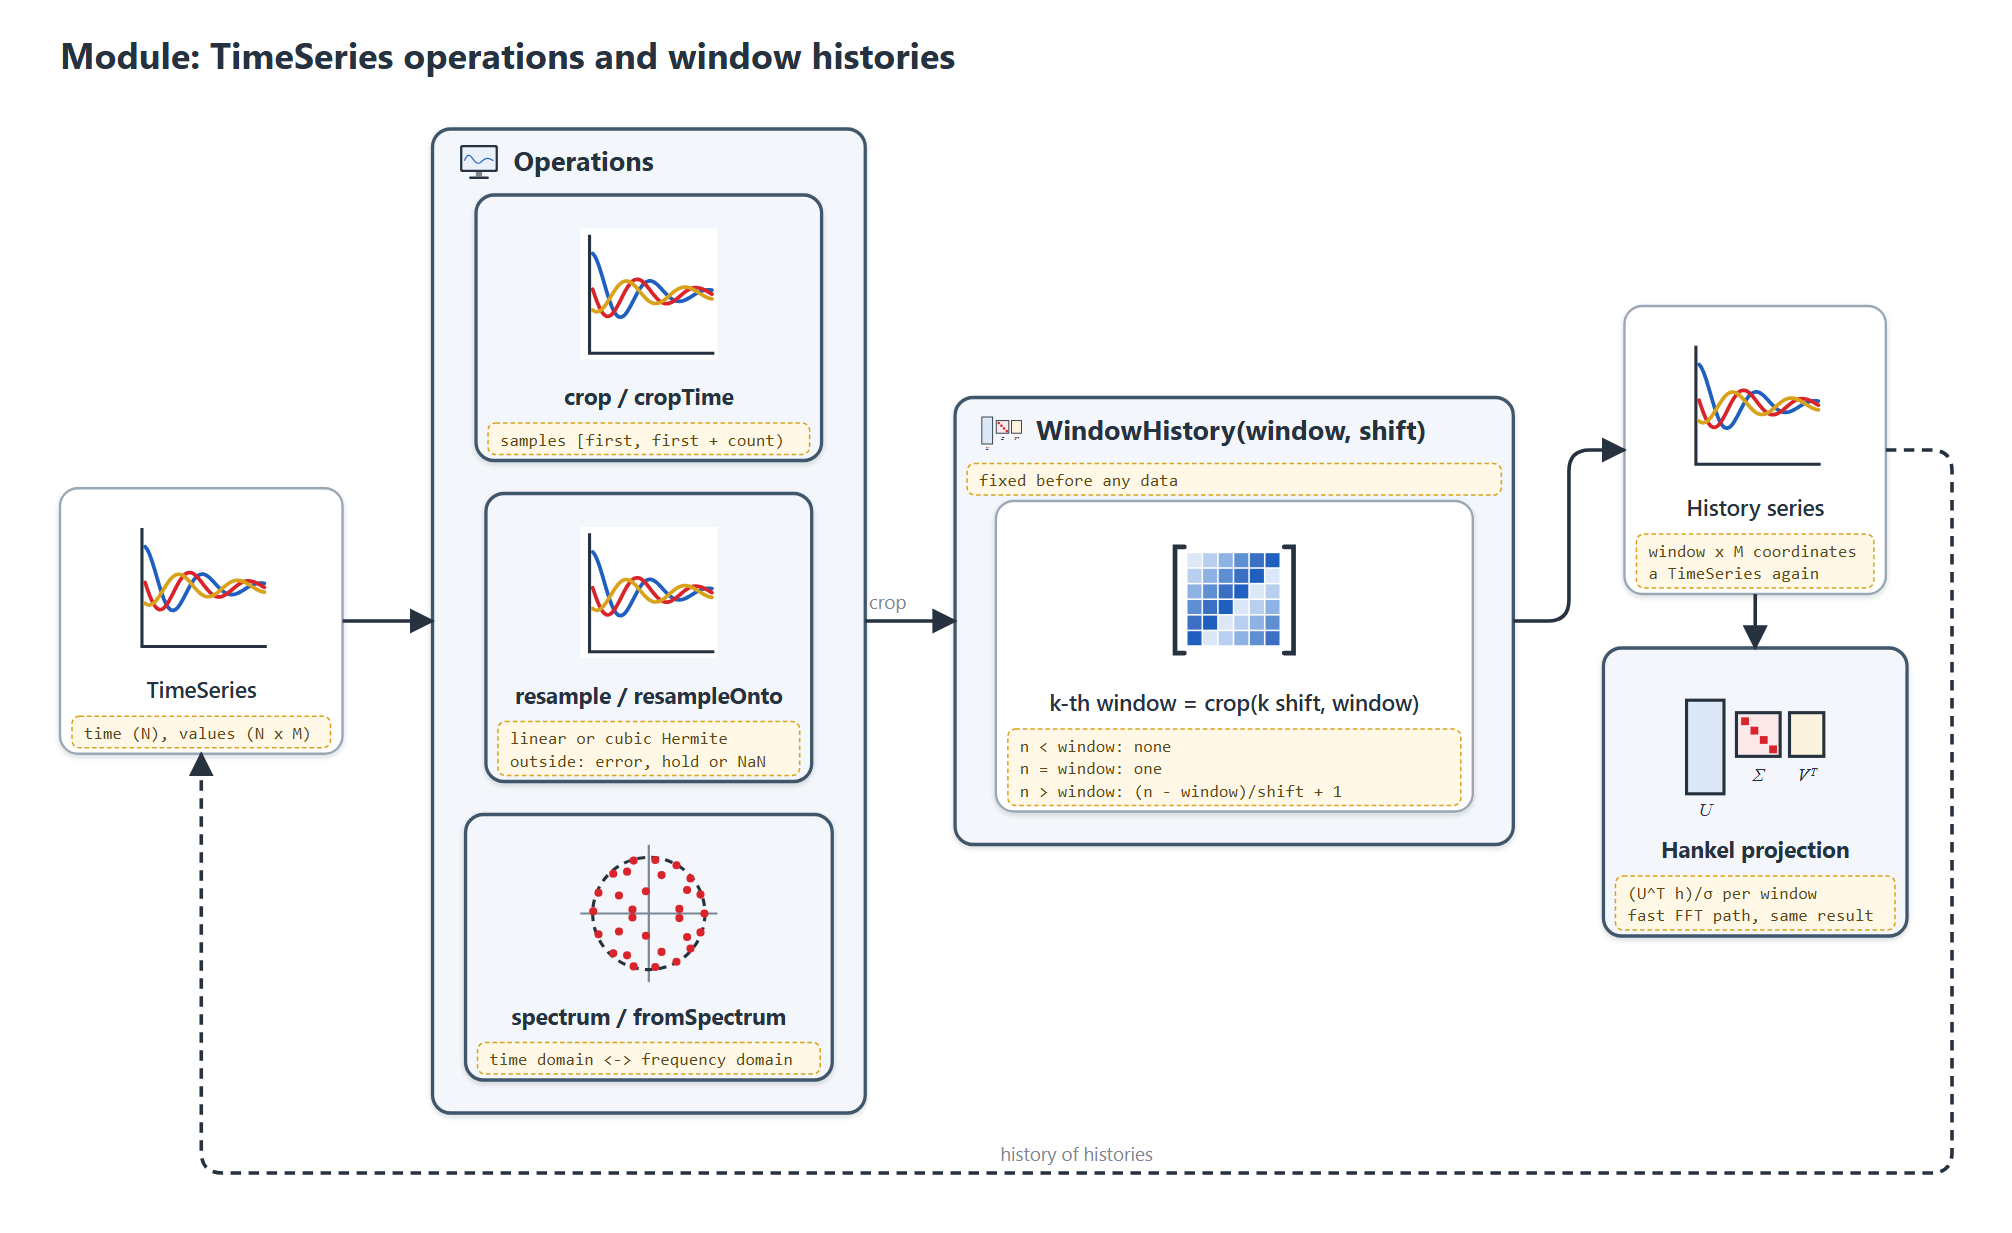 Module: TimeSeries operations and window histories
Operations
crop / cropTime
samples [first, first + count)
resample / resampleOnto
linear or cubic Hermite
outside: error, hold or NaN
spectrum / fromSpectrum
time domain <-> frequency domain
TimeSeries
time (N), values (N x M)
crop
WindowHistory(window, shift)
fixed before any data
k-th window = crop(k shift, window)
n < window: none
n = window: one
n > window: (n - window)/shift + 1
History series
window x M coordinates
a TimeSeries again
U
Σ
Vᵀ
Hankel projection
(U^T h)/σ per window
fast FFT path, same result
history of histories